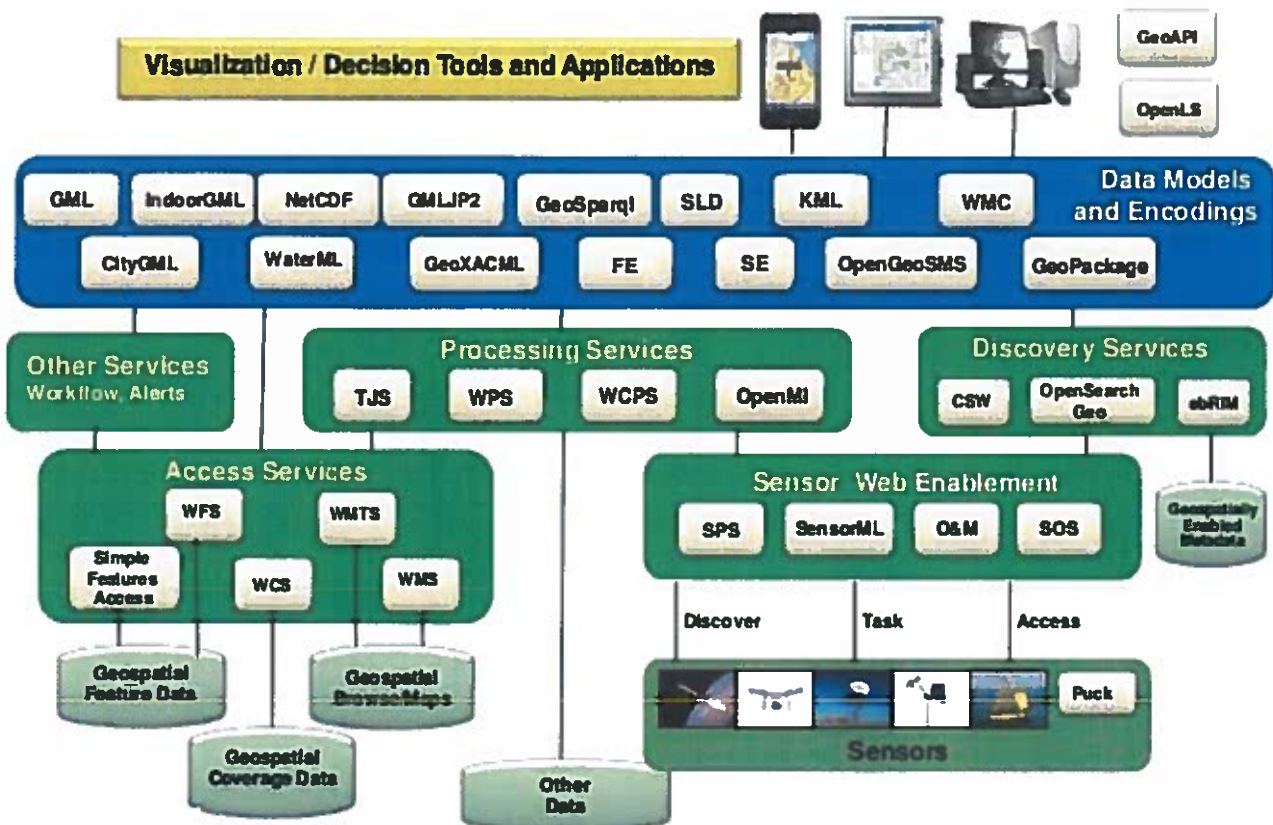 Visualization / Decision Tools and Applications
GeoAPI
OpenLS
Data Models
and Encodings
GML
IndoorGML
NetCDF
GMLJP2
GeoSparql
SLD
KML
WMC
CityGML
WaterML
GeoXACML
FE
SE
OpenGeoSMS
GeoPackage
Other Services
Workflow, Alerts
Processing Services
TJS
WPS
WCPS
OpenMI
Discovery Services
CSW
OpenSearch
Geo
ebRIM
Access Services
WFS
WMTS
Simple
Features
Access
WCS
WMS
Sensor Web Enablement
SPS
SensorML
O&M
SOS
Geospatially
Enabled
Metadata
Discover
Task
Access
Geospatial
Feature Data
Geospatial
Browse/Maps
Geospatial
Coverage Data
Other
Data
Puck
Sensors